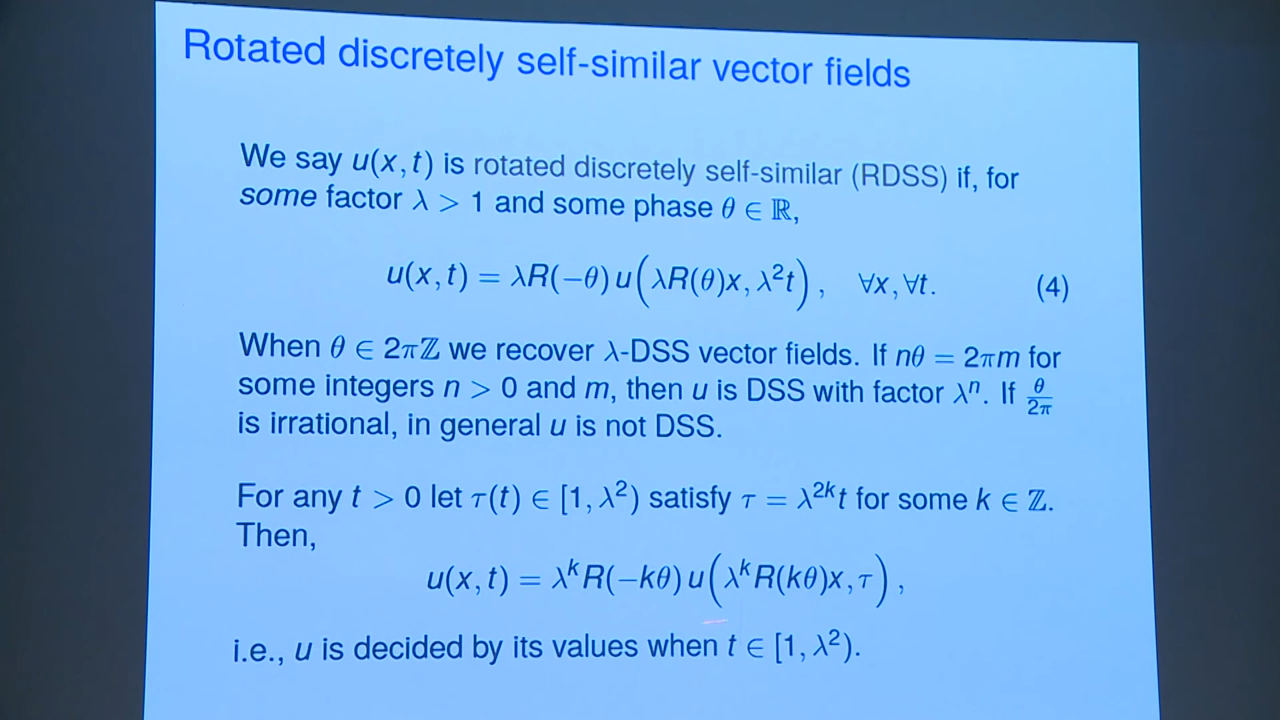 Rotated discretely self-similar vector fields
We say u(x, t) is rotated discretely self-similar (RDSS) if, for
some factor λ > 1 and some phase θ ∈ ℝ,
u(x, t) = λR(−θ) u(λR(θ)x, λ²t), ∀x, ∀t. (4)
When θ ∈ 2πℤ we recover λ-DSS vector fields. If nθ = 2πm for
some integers n > 0 and m, then u is DSS with factor λⁿ. If θ/2π
is irrational, in general u is not DSS.
For any t > 0 let τ(t) ∈ [1, λ²) satisfy τ = λ²ᵏt for some k ∈ ℤ.
Then,
u(x, t) = λᵏR(−kθ) u(λᵏR(kθ)x, τ),
i.e., u is decided by its values when t ∈ [1, λ²).